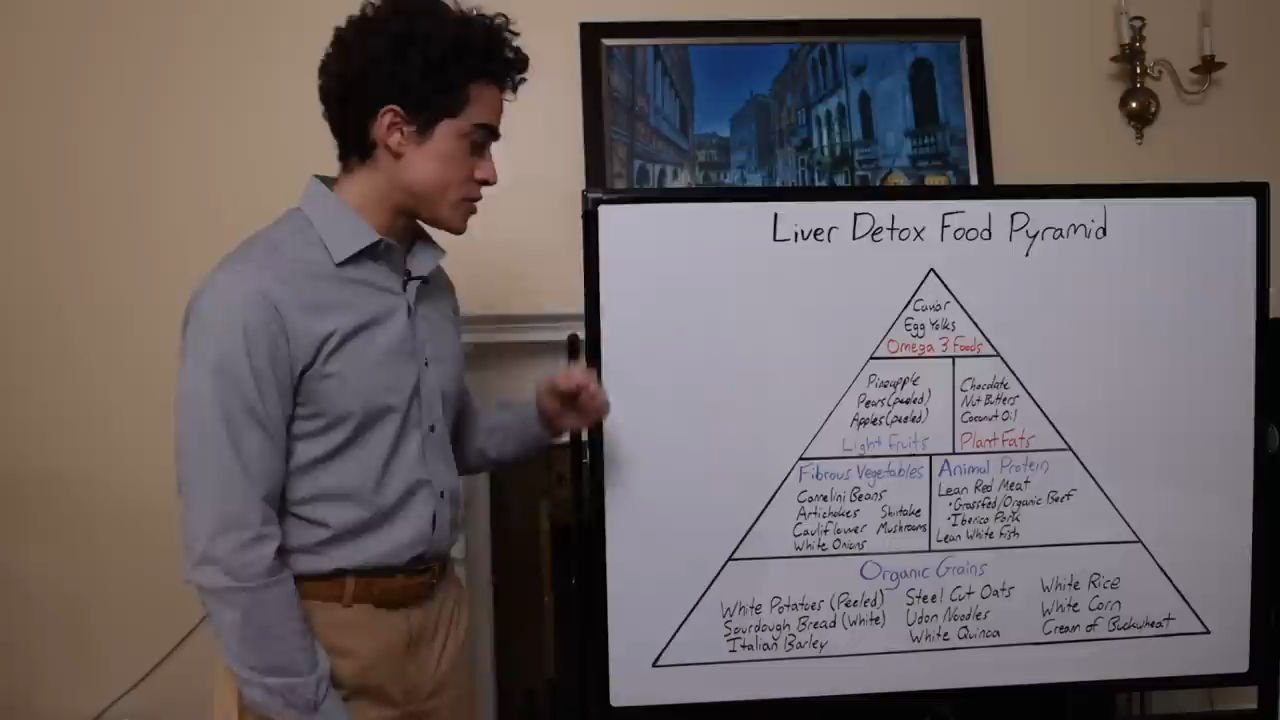 Liver Detox Food Pyramid
Caviar
Egg Yolks
Omega 3 Foods
Pineapple
Pears (peeled)
Apples (peeled)
Light Fruits
Chocolate
Nut Butters
Coconut Oil
Plant Fats
Fibrous Vegetables
Cannelini Beans
Artichokes Shiitake
Cauliflower Mushrooms
White Onions
Animal Protein
Lean Red Meat
• Grassfed/Organic Beef
• Iberico Pork
Lean White Fish
Organic Grains
White Potatoes (Peeled)
Sourdough Bread (White)
Italian Barley
Steel Cut Oats
Udon Noodles
White Quinoa
White Rice
White Corn
Cream of Buckwheat